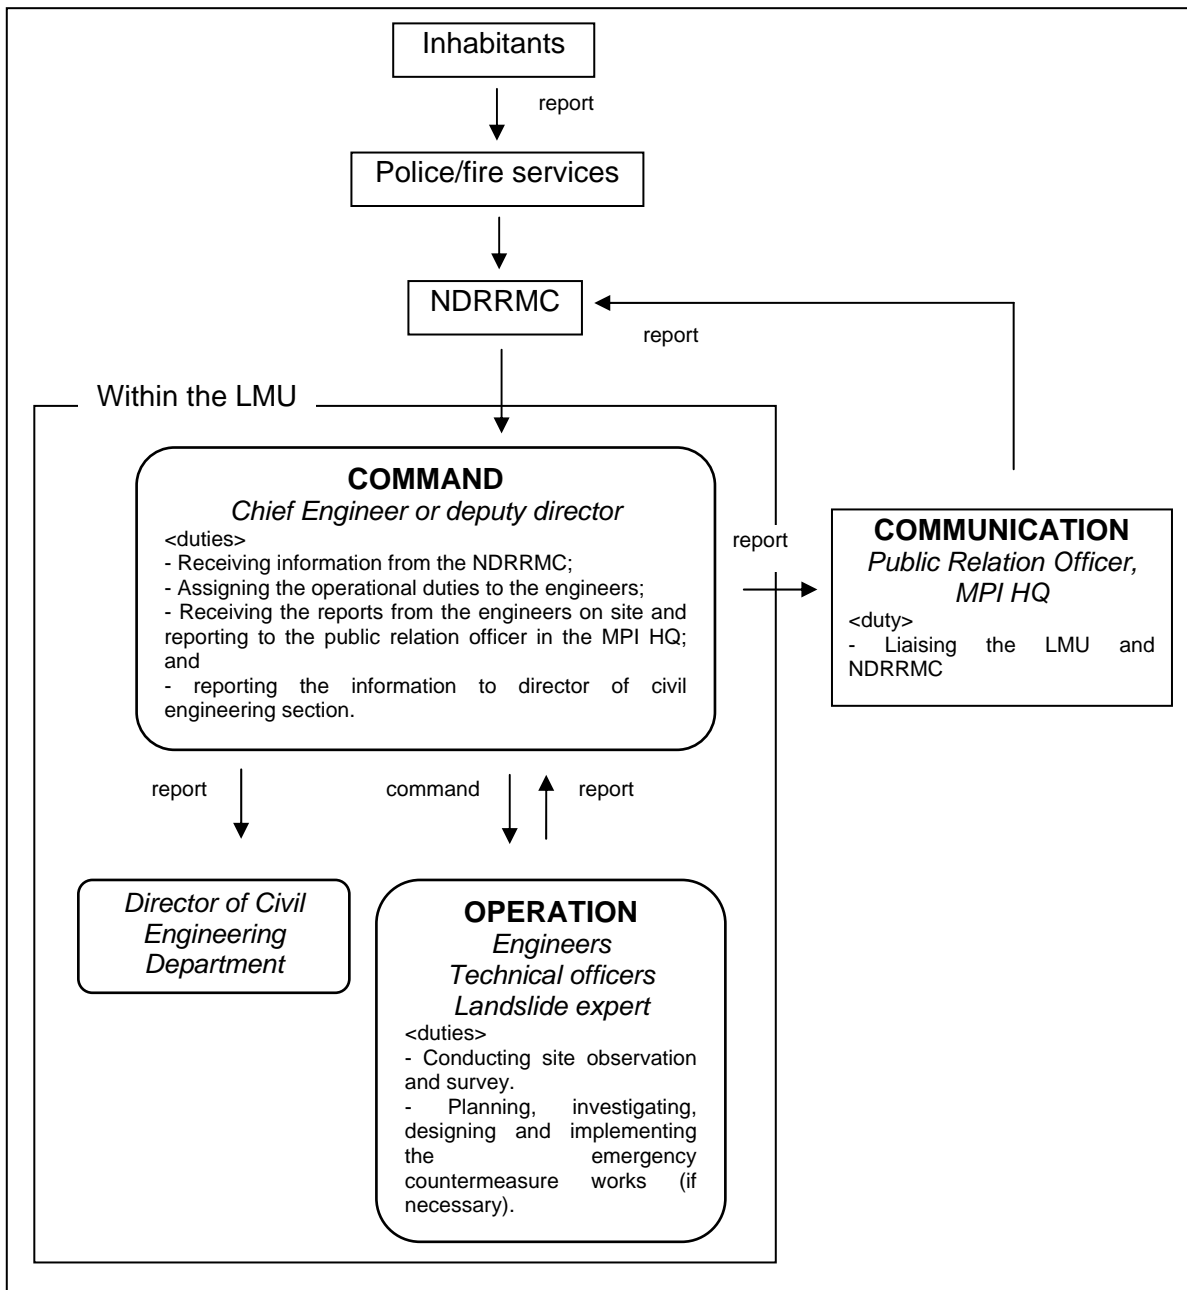 Inhabitants
report
Police/fire services
NDRRMC
report
Within the LMU
COMMAND
Chief Engineer or deputy director
<duties>
- Receiving information from the NDRRMC;
- Assigning the operational duties to the engineers;
- Receiving the reports from the engineers on site and
reporting to the public relation officer in the MPI HQ;
and
- reporting the information to director of civil
engineering section.
report
COMMUNICATION
Public Relation Officer,
MPI HQ
<duty>
- Liaising the LMU and
NDRRMC
report
command
report
Director of Civil
Engineering
Department
OPERATION
Engineers
Technical officers
Landslide expert
<duties>
- Conducting site observation
and survey.
- Planning, investigating,
designing and implementing
the emergency
countermeasure works (if
necessary).